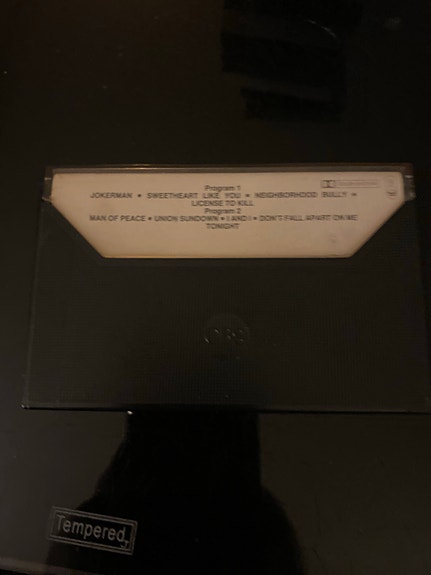 Program 1
JOKERMAN • SWEETHEART LIKE YOU • NEIGHBORHOOD BULLY •
LICENSE TO KILL
Program 2
MAN OF PEACE • UNION SUNDOWN • I AND I • DON'T FALL APART ON ME
TONIGHT
CBS
Tempered